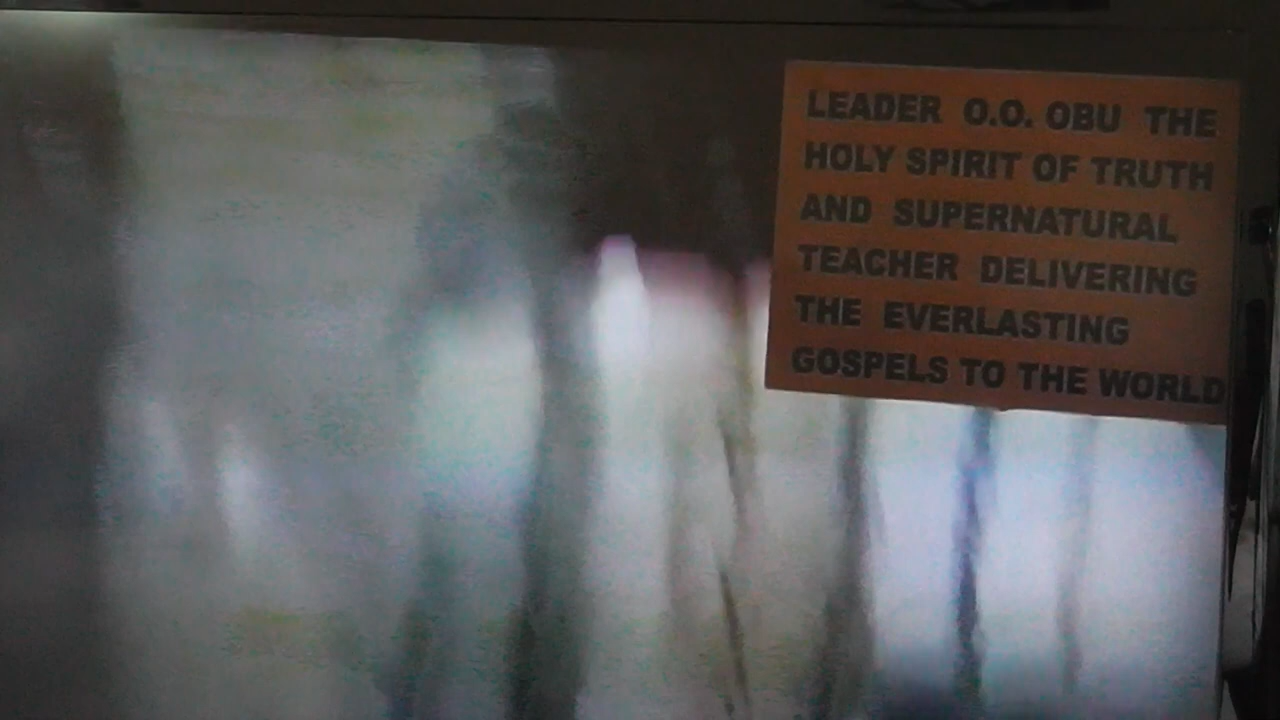 LEADER O.O. OBU THE
HOLY SPIRIT OF TRUTH
AND SUPERNATURAL
TEACHER DELIVERING
THE EVERLASTING
GOSPELS TO THE WORLD